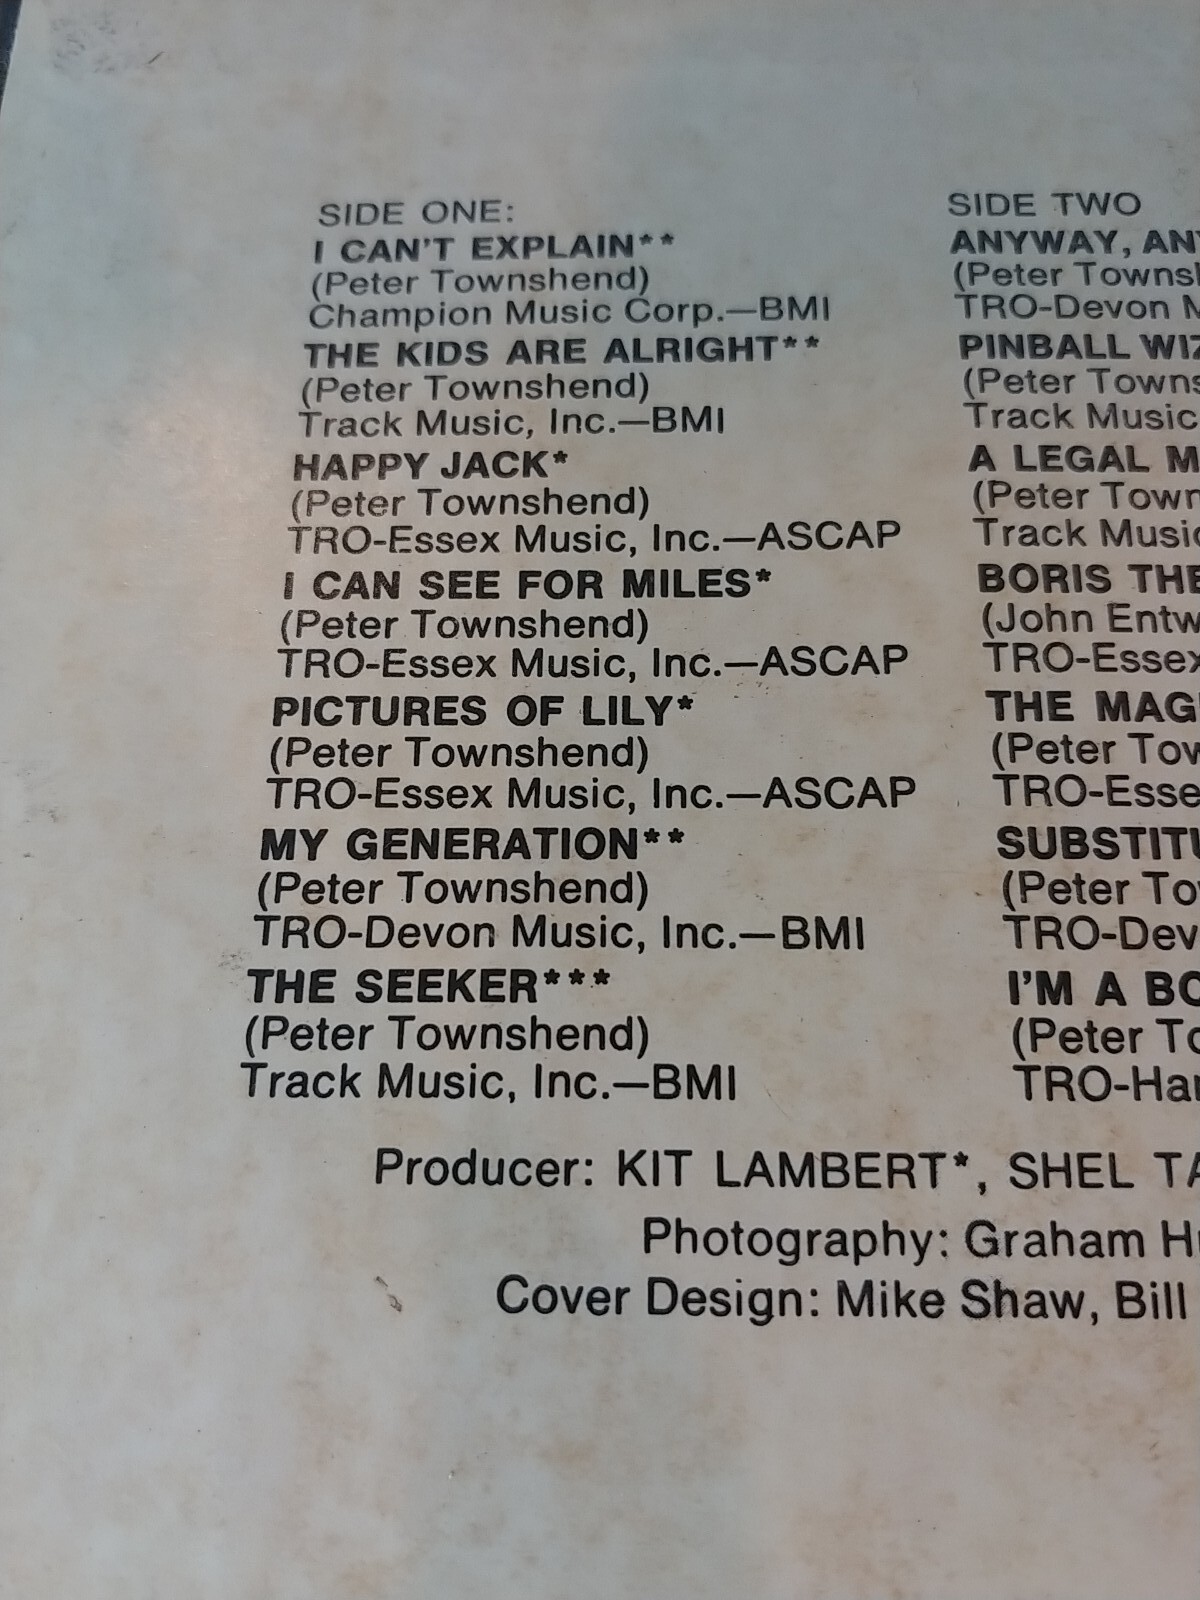 SIDE ONE:
I CAN'T EXPLAIN**
(Peter Townshend)
Champion Music Corp.—BMI
THE KIDS ARE ALRIGHT**
(Peter Townshend)
Track Music, Inc.—BMI
HAPPY JACK*
(Peter Townshend)
TRO-Essex Music, Inc.—ASCAP
I CAN SEE FOR MILES*
(Peter Townshend)
TRO-Essex Music, Inc.—ASCAP
PICTURES OF LILY*
(Peter Townshend)
TRO-Essex Music, Inc.—ASCAP
MY GENERATION**
(Peter Townshend)
TRO-Devon Music, Inc.—BMI
THE SEEKER***
(Peter Townshend)
Track Music, Inc.—BMI
SIDE TWO
ANYWAY,
(Peter
TRO-Devon
PINBALL
(Peter
Track Music
A LEGAL
(Peter
Track
BORIS THE
(John
TRO-Essex
THE
(Peter
(Peter
I'M A
(Peter
Producer: KIT LAMBERT*, SHEL
Photography: Graham
Cover Design: Mike Shaw, Bill